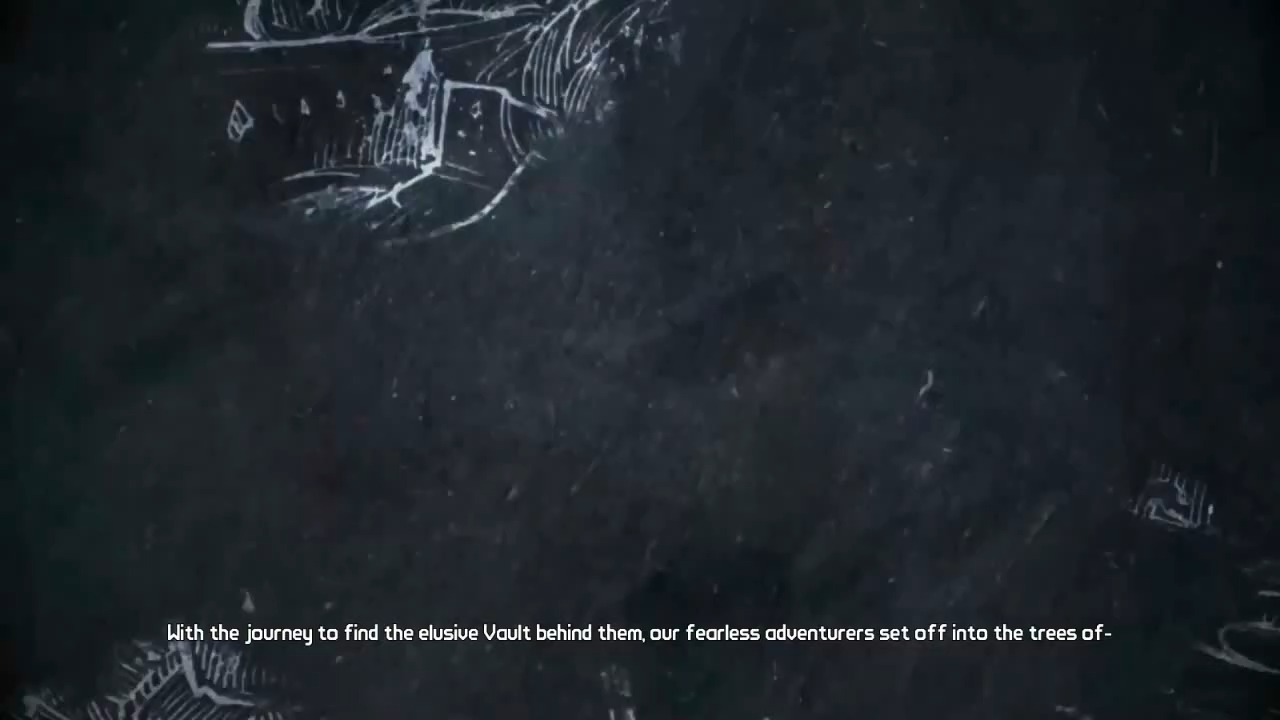 With the journey to find the elusive Vault behind them, our fearless adventurers set off into the trees of-